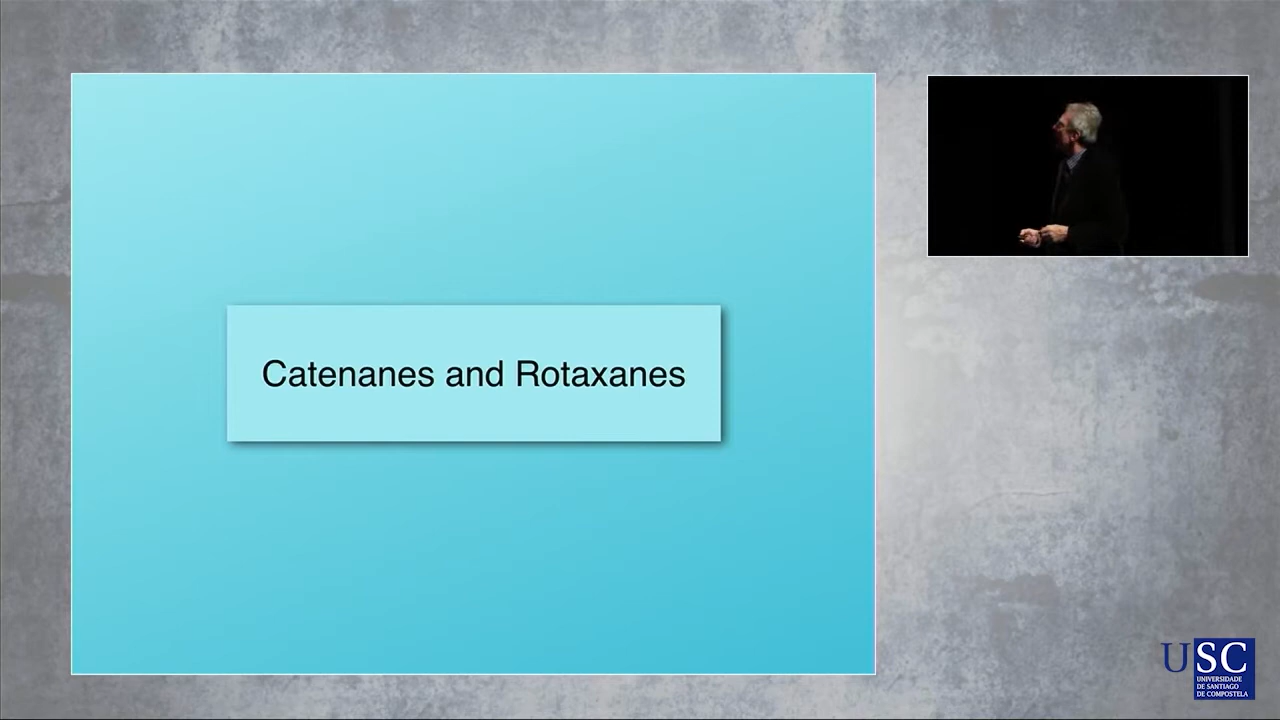 Catenanes and Rotaxanes
USC
UNIVERSIDADE
DE SANTIAGO
DE COMPOSTELA